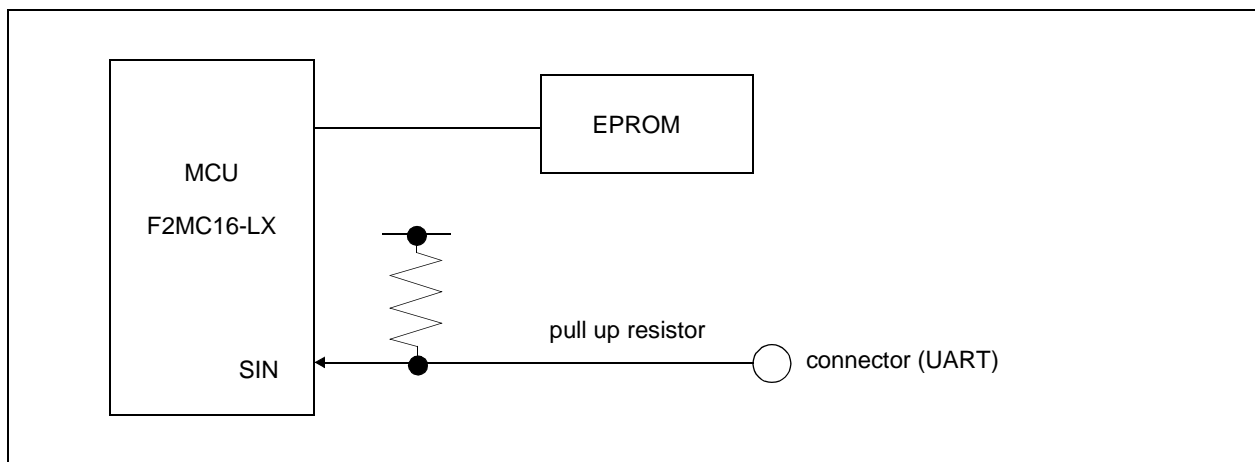 EPROM
MCU
F2MC16-LX
pull up resistor
SIN
connector (UART)